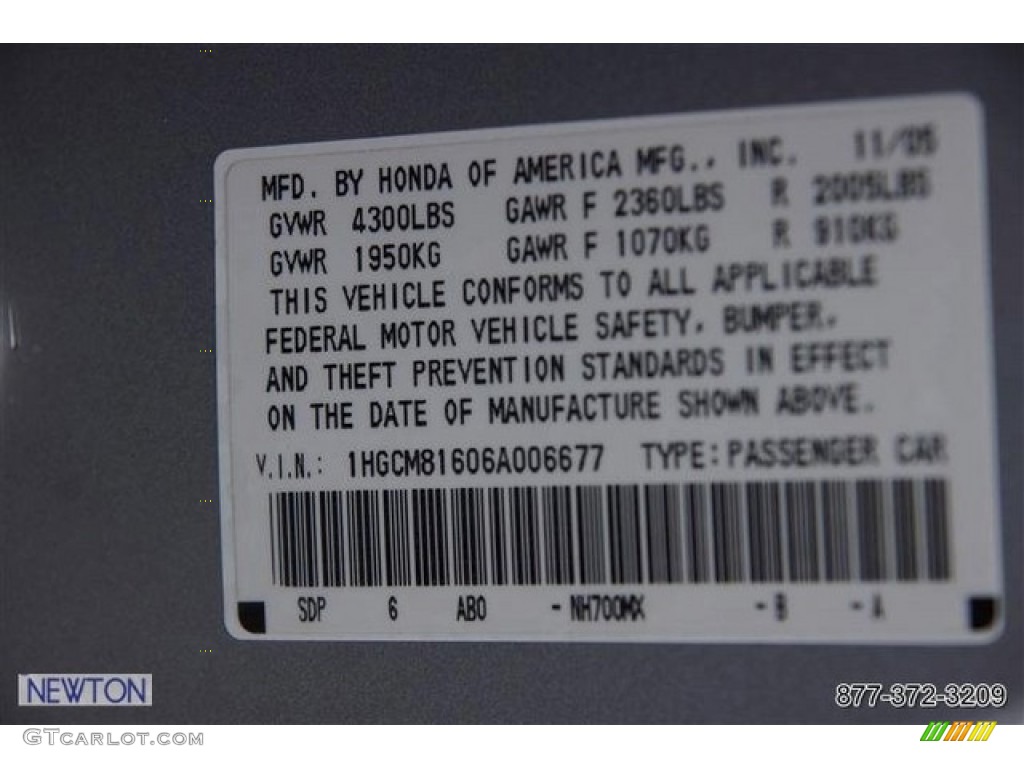 MFD. BY HONDA OF AMERICA MFG., INC. 11/05
GVWR 4300LBS GAWR F 2360LBS R 2005LBS
GVWR 1950KG GAWR F 1070KG R 910KG
THIS VEHICLE CONFORMS TO ALL APPLICABLE
FEDERAL MOTOR VEHICLE SAFETY, BUMPER,
AND THEFT PREVENTION STANDARDS IN EFFECT
ON THE DATE OF MANUFACTURE SHOWN ABOVE.
V.I.N.: 1HGCM81606A006677 TYPE: PASSENGER CAR
SDP 6 AB0 - NH700MX - B - A
NEWTON
877-372-3209
GTCARLOT.COM